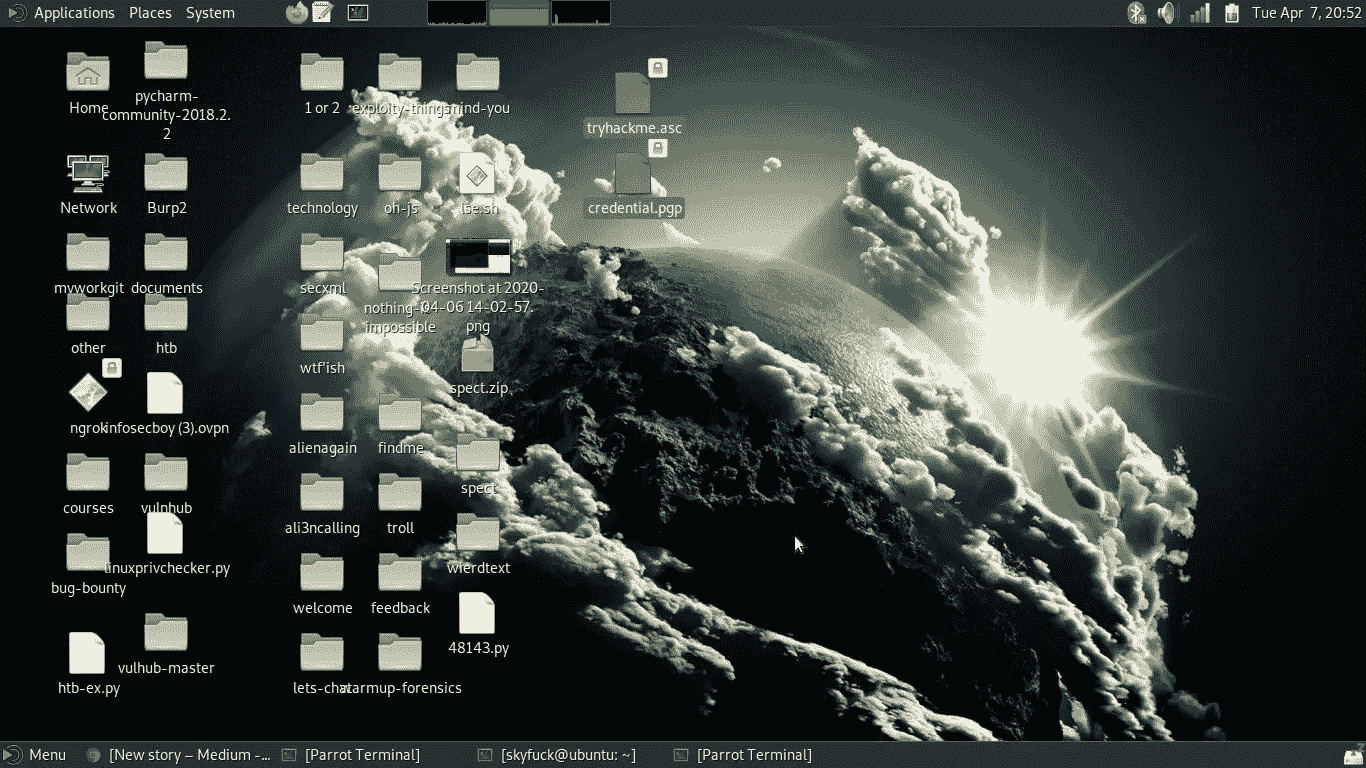 Applications Places System
Tue Apr 7, 20:52
Home
pycharm-
community-2018.2.
2
1 or 2
exploity-things
mind-you
tryhackme.asc
Network
Burp2
technology
oh-js
lse.sh
credential.pgp
myworkgit
documents
secxml
nothing-
impossible
Screenshot at 2020-
04-06 14-02-57.
png
other
htb
wtf'ish
spect.zip
ngrok
infosecboy (3).ovpn
alienagain
findme
courses
vulnhub
ali3ncalling
troll
spect
bug-bounty
linuxprivchecker.py
welcome
feedback
wierdtext
htb-ex.py
vulhub-master
lets-chat
warmup-forensics
48143.py
Menu
[New story – Medium -...
[Parrot Terminal]
[skyfuck@ubuntu: ~]
[Parrot Terminal]